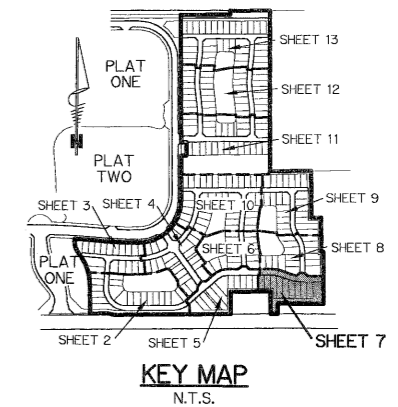 SHEET 13
PLAT
ONE
SHEET 12
SHEET 11
PLAT
TWO
SHEET 3
SHEET 4
SHEET 10
SHEET 9
SHEET 6
SHEET 8
PLAT
ONE
SHEET 2
SHEET 5
SHEET 7
KEY MAP
N.T.S.